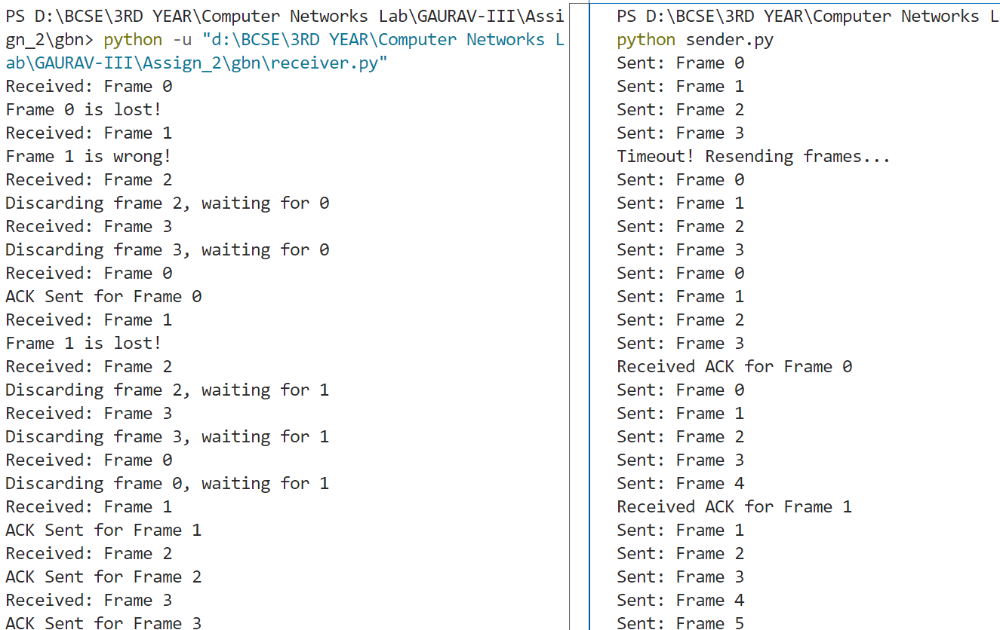 PS D:\BCSE\3RD YEAR\Computer Networks Lab\GAURAV-III\Assi
gn_2\gbn> python -u "d:\BCSE\3RD YEAR\Computer Networks L
ab\GAURAV-III\Assign_2\gbn\receiver.py"
Received: Frame 0
Frame 0 is lost!
Received: Frame 1
Frame 1 is wrong!
Received: Frame 2
Discarding frame 2, waiting for 0
Received: Frame 3
Discarding frame 3, waiting for 0
Received: Frame 0
ACK Sent for Frame 0
Received: Frame 1
Frame 1 is lost!
Received: Frame 2
Discarding frame 2, waiting for 1
Received: Frame 3
Discarding frame 3, waiting for 1
Received: Frame 0
Discarding frame 0, waiting for 1
Received: Frame 1
ACK Sent for Frame 1
Received: Frame 2
ACK Sent for Frame 2
Received: Frame 3
ACK Sent for Frame 3
PS D:\BCSE\3RD YEAR\Computer Networks L
python sender.py
Sent: Frame 0
Sent: Frame 1
Sent: Frame 2
Sent: Frame 3
Timeout! Resending frames...
Sent: Frame 0
Sent: Frame 1
Sent: Frame 2
Sent: Frame 3
Sent: Frame 0
Sent: Frame 1
Sent: Frame 2
Sent: Frame 3
Received ACK for Frame 0
Sent: Frame 0
Sent: Frame 1
Sent: Frame 2
Sent: Frame 3
Sent: Frame 4
Received ACK for Frame 1
Sent: Frame 1
Sent: Frame 2
Sent: Frame 3
Sent: Frame 4
Sent: Frame 5